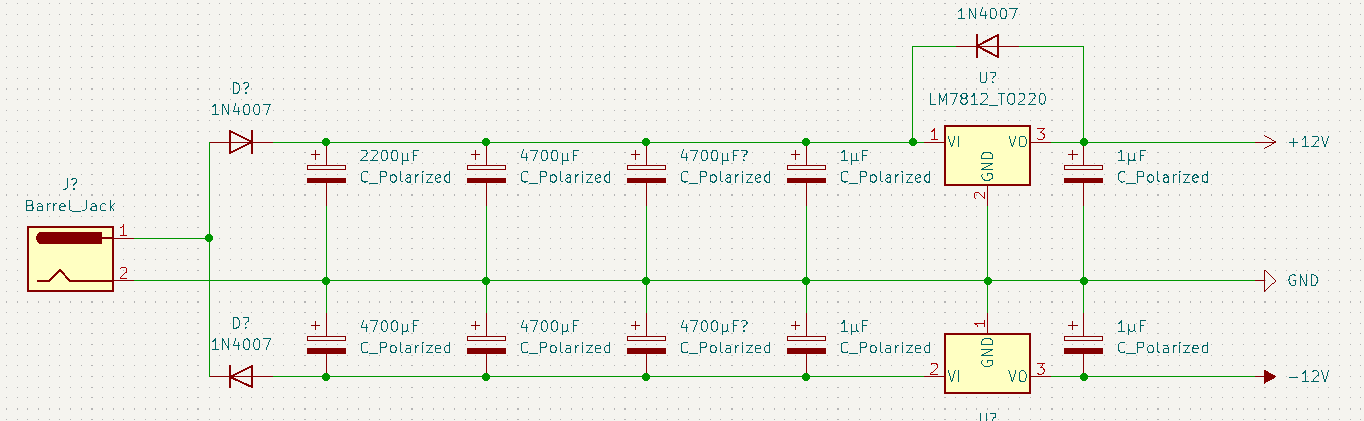 1N4007
U?
LM7812_TO220
D?
1N4007
1
VI
VO
3
+12V
GND
2
+
2200µF
C_Polarized
+
4700µF
C_Polarized
+
4700µF?
C_Polarized
+
1µF
C_Polarized
+
1µF
C_Polarized
J?
Barrel_Jack
1
2
GND
D?
1N4007
+
4700µF
C_Polarized
+
4700µF
C_Polarized
+
4700µF?
C_Polarized
+
1µF
C_Polarized
1
GND
2
VI
VO
3
+
1µF
C_Polarized
-12V
U?